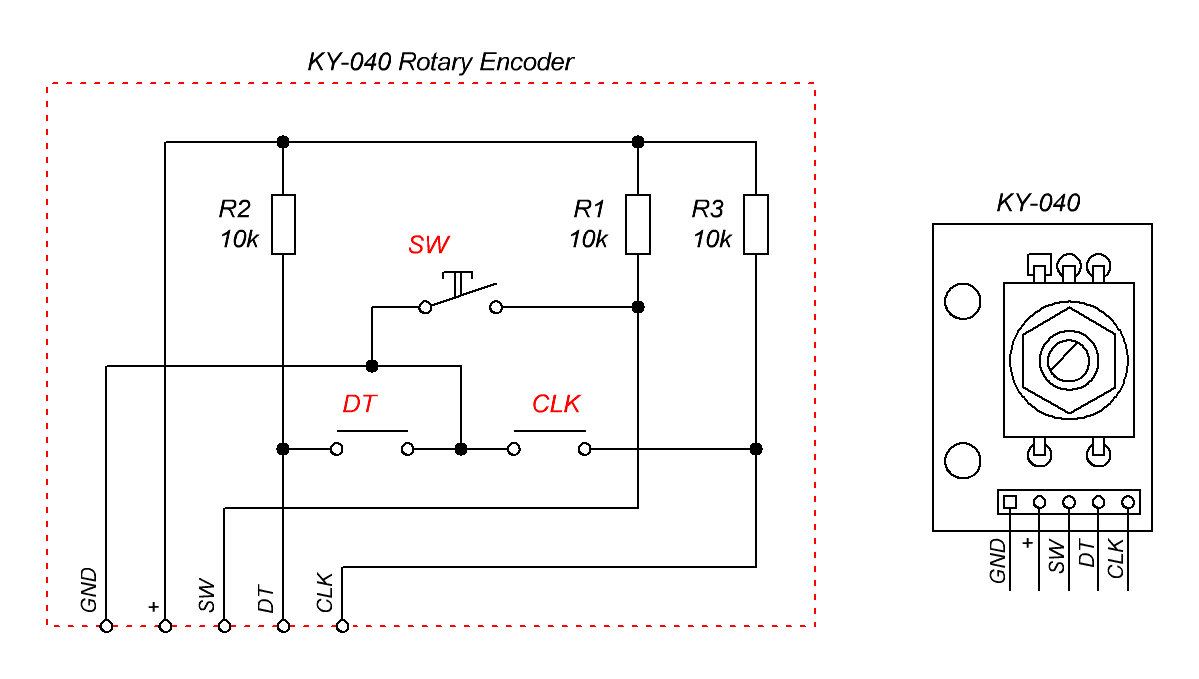 KY-040 Rotary Encoder
R2
10k
SW
R1
10k
R3
10k
DT
CLK
GND
+
SW
DT
CLK
KY-040
GND
+
SW
DT
CLK